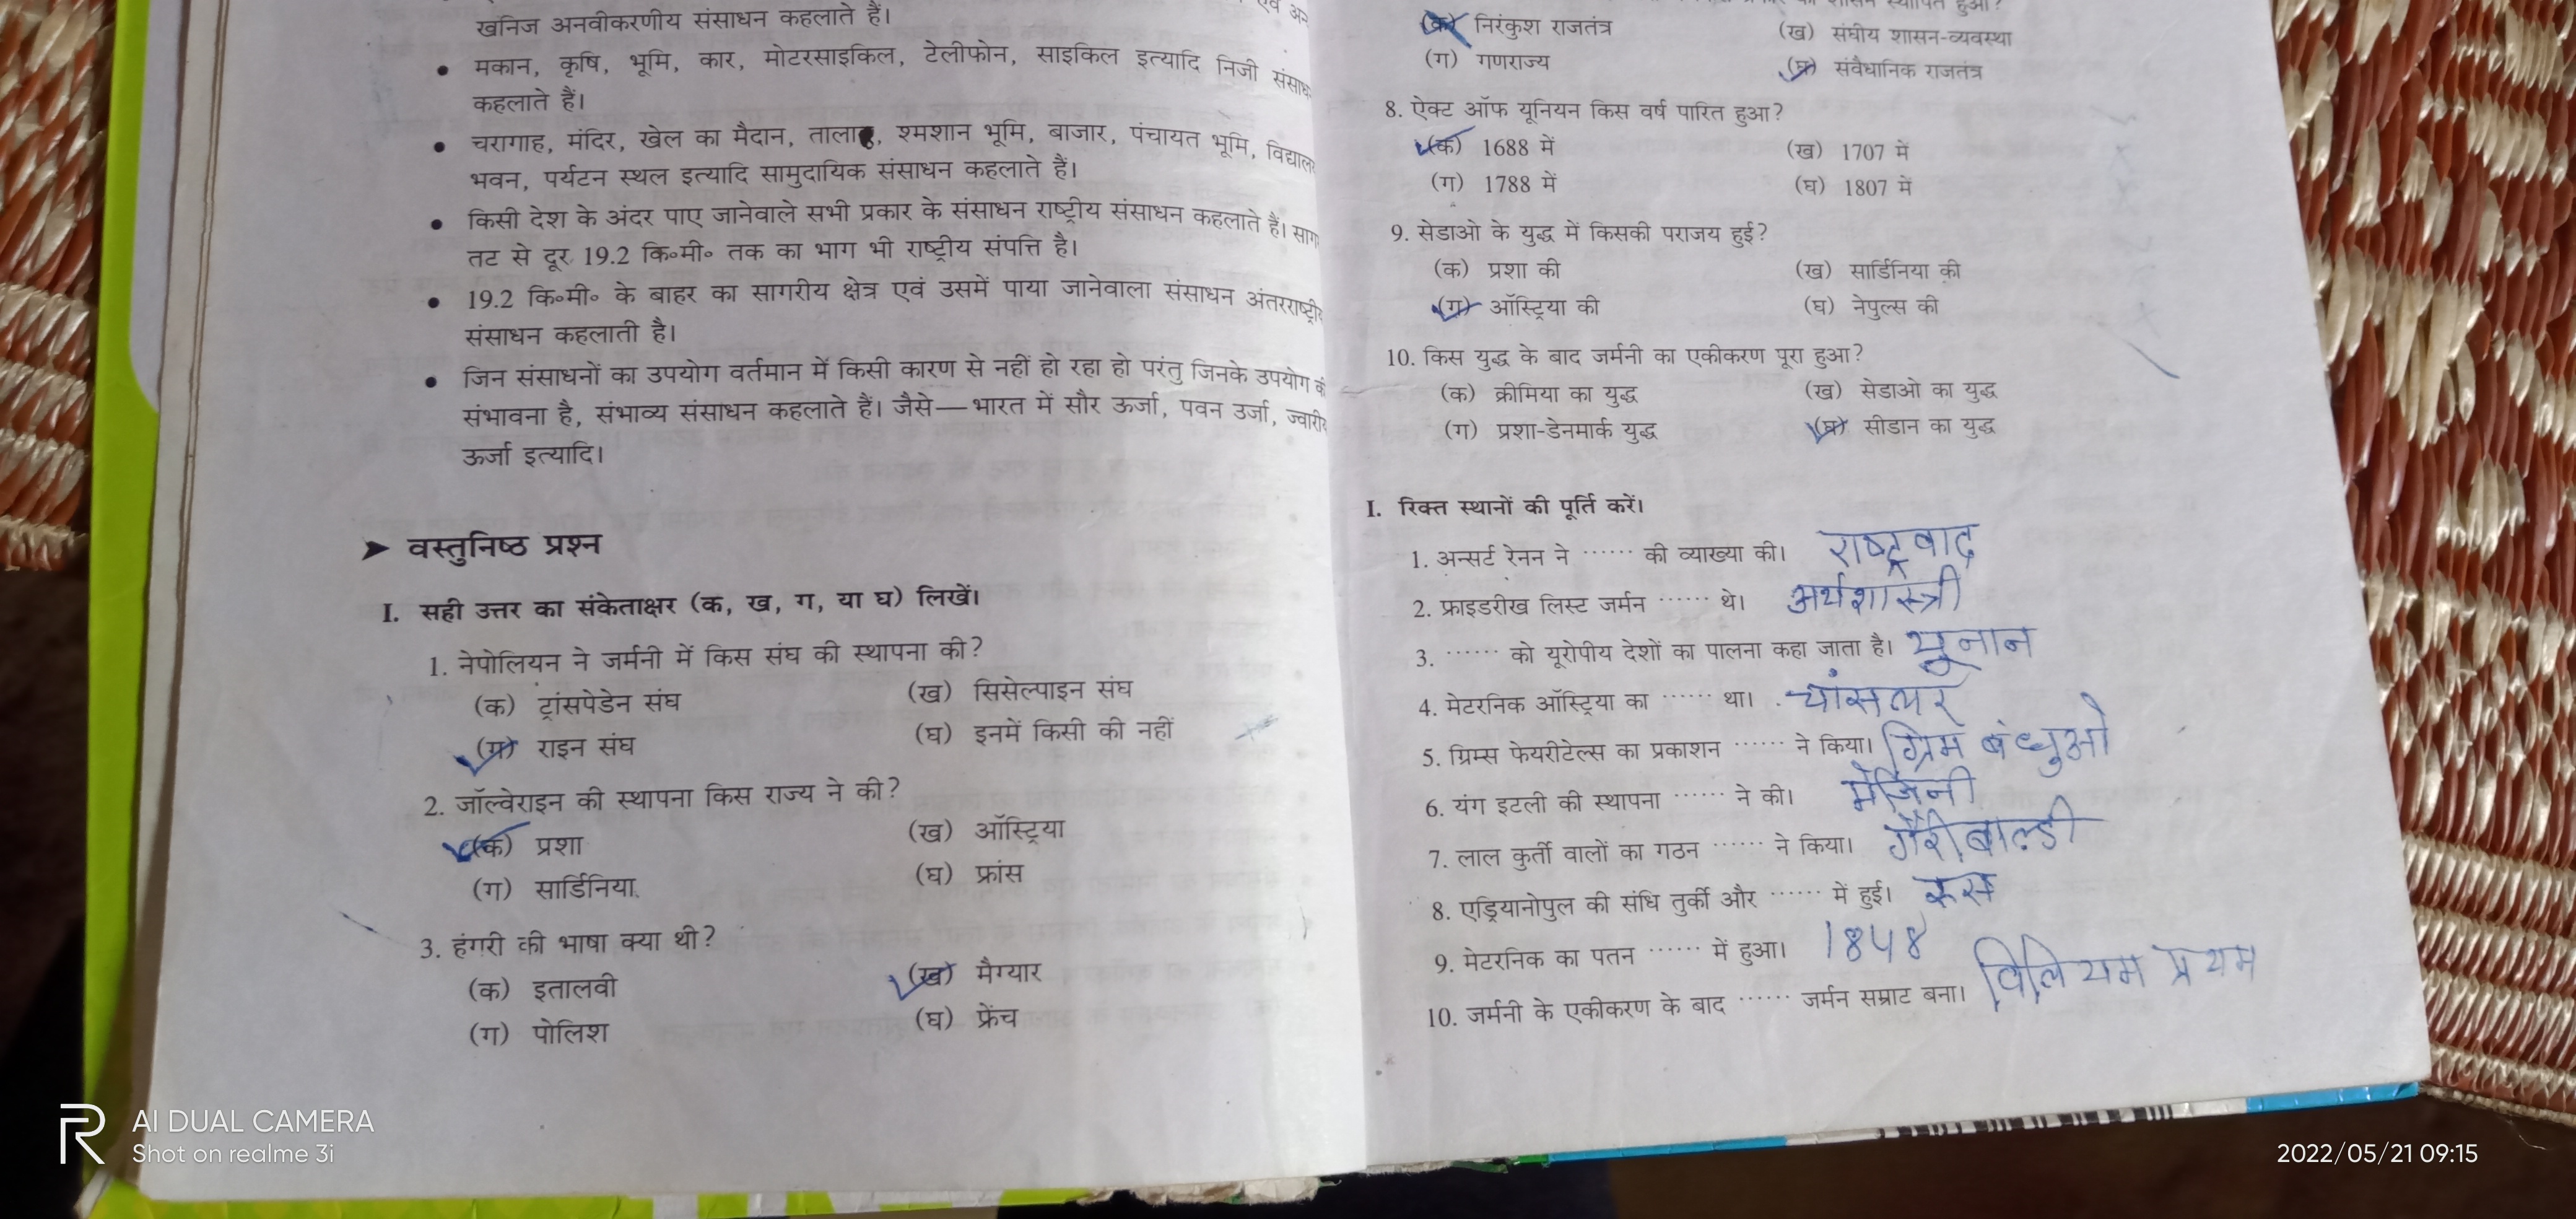 खनिज अनवीकरणीय संसाधन कहलाते हैं।
• मकान, कृषि, भूमि, कार, मोटरसाइकिल, टेलीफोन, साइकिल इत्यादि निजी
कहलाते हैं।
• चरागाह, मंदिर, खेल का मैदान, श्मशान भूमि, बाजार, पंचायत भूमि,
भवन, पर्यटन स्थल इत्यादि सामुदायिक संसाधन कहलाते हैं।
• किसी देश के अंदर पाए जानेवाले सभी प्रकार के संसाधन राष्ट्रीय संसाधन कहलाते हैं।
तट से दूर 19.2 कि०मी० तक का भाग भी राष्ट्रीय संपत्ति है।
• 19.2 कि०मी० के बाहर का सागरीय क्षेत्र एवं उसमें पाया जानेवाला संसाधन
संसाधन कहलाती है।
• जिन संसाधनों का उपयोग वर्तमान में किसी कारण से नहीं हो रहा हो परंतु जिनके उपयोग
संभावना है, संभाव्य संसाधन कहलाते हैं। जैसे—भारत में सौर ऊर्जा, पवन उर्जा,
ऊर्जा इत्यादि।
➤ वस्तुनिष्ठ प्रश्न
I. सही उत्तर का संकेताक्षर (क, ख, ग, या घ) लिखें।
1. नेपोलियन ने जर्मनी में किस संघ की स्थापना की?
(क) ट्रांसपेडेन संघ (ख) सिसेल्पाइन संघ
(ग) राइन संघ (घ) इनमें किसी की नहीं
2. जॉल्वेराइन की स्थापना किस राज्य ने की?
(क) प्रशा (ख) ऑस्ट्रिया
(ग) सार्डिनिया (घ) फ्रांस
3. हंगरी की भाषा क्या थी?
(क) इतालवी (ख) मैग्यार
(ग) पोलिश (घ) फ्रेंच
(क) निरंकुश राजतंत्र (ख) संघीय शासन-व्यवस्था
(ग) गणराज्य (घ) संवैधानिक राजतंत्र
8. ऐक्ट ऑफ यूनियन किस वर्ष पारित हुआ?
(क) 1688 में (ख) 1707 में
(ग) 1788 में (घ) 1807 में
9. सेडाओ के युद्ध में किसकी पराजय हुई?
(क) प्रशा की (ख) सार्डिनिया की
(ग) ऑस्ट्रिया की (घ) नेपुल्स की
10. किस युद्ध के बाद जर्मनी का एकीकरण पूरा हुआ?
(क) क्रीमिया का युद्ध (ख) सेडाओ का युद्ध
(ग) प्रशा-डेनमार्क युद्ध (घ) सीडान का युद्ध
I. रिक्त स्थानों की पूर्ति करें।
1. अन्सर्ट रेनन ने ...... की व्याख्या की। राष्ट्रवाद
2. फ्राइडरीख लिस्ट जर्मन ...... थे। अर्थशास्त्री
3. ...... को यूरोपीय देशों का पालना कहा जाता है। यूनान
4. मेटरनिक ऑस्ट्रिया का ...... था। चांसलर
5. ग्रिम्स फेयरीटेल्स का प्रकाशन ...... ने किया। ग्रिम बंधुओ
6. यंग इटली की स्थापना ...... ने की। मेजिनी
7. लाल कुर्ती वालों का गठन ...... ने किया। गैरीबाल्डी
8. एड्रियानोपुल की संधि तुर्की और ...... में हुई। रूस
9. मेटरनिक का पतन ...... में हुआ। 1848
10. जर्मनी के एकीकरण के बाद ...... जर्मन सम्राट बना। विलियम प्रथम
AI DUAL CAMERA
Shot on realme 3i
2022/05/21 09:15